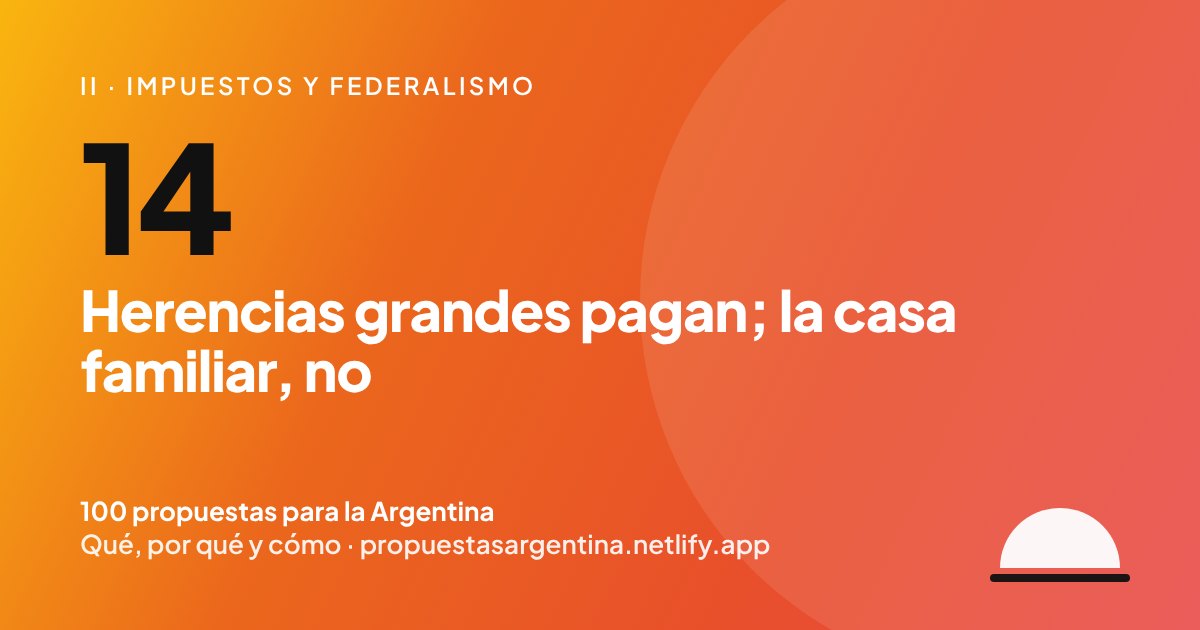 II · IMPUESTOS Y FEDERALISMO
14
Herencias grandes pagan; la casa
familiar, no
100 propuestas para la Argentina
Qué, por qué y cómo · propuestasargentina.netlify.app